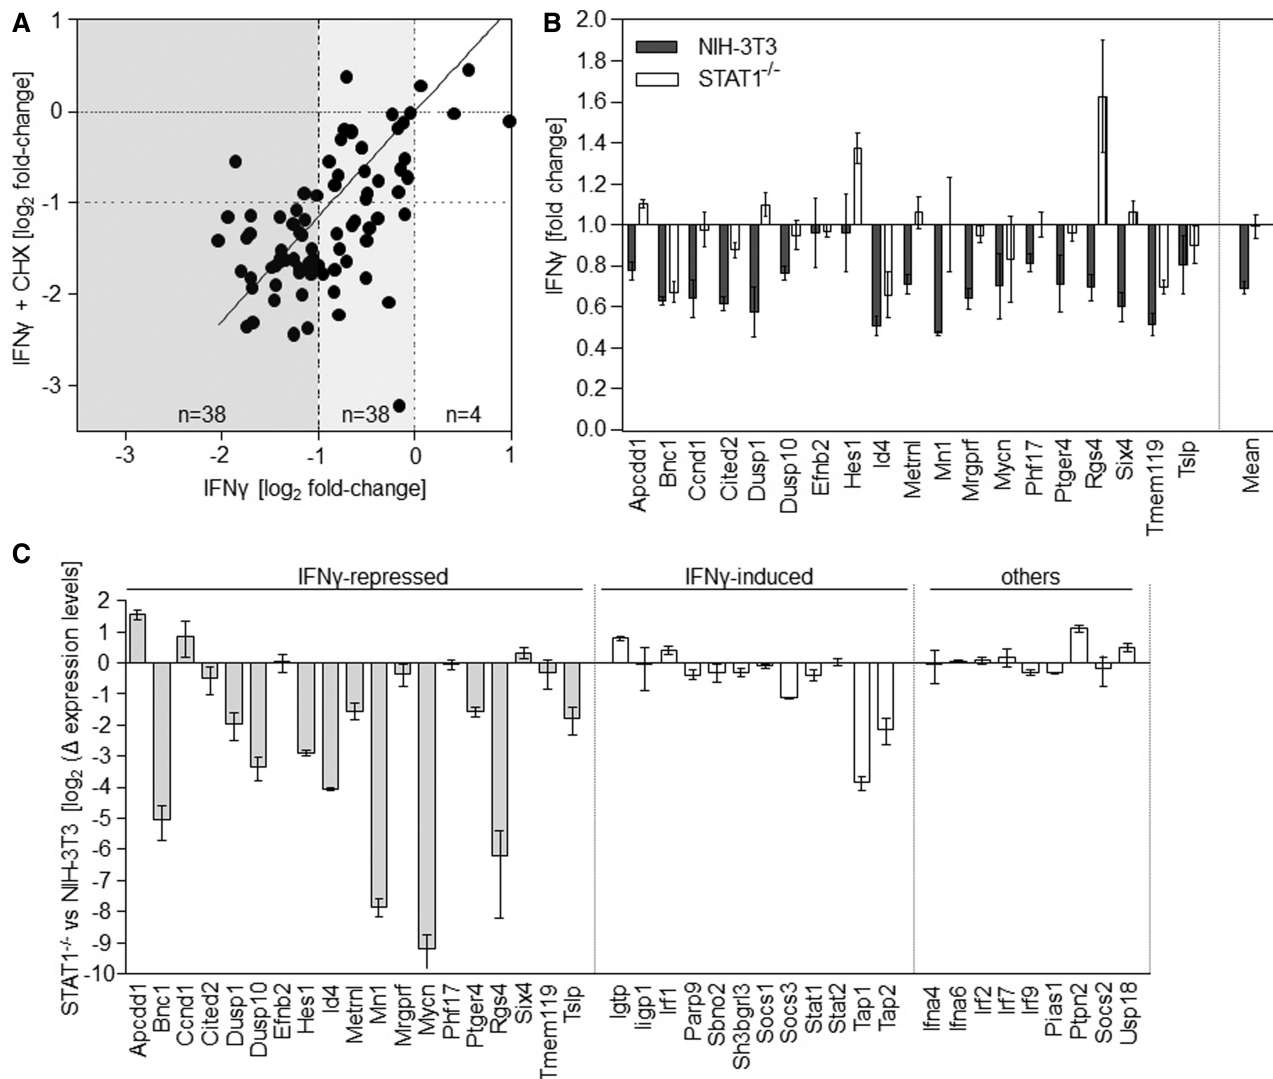 A
IFNγ + CHX [log2 fold-change]
1
0
-1
-2
-3
n=38
n=38
n=4
-3
-2
-1
0
1
IFNγ [log2 fold-change]
B
IFNγ [fold change]
2.0
1.8
1.6
1.4
1.2
1.0
0.8
0.6
0.4
0.2
0.0
NIH-3T3
STAT1-/-
Apcdd1
Bnc1
Ccnd1
Cited2
Dusp1
Dusp10
Efnb2
Hes1
Id4
Metrnl
Mn1
Mrgprf
Mycn
Phf17
Ptger4
Rgs4
Six4
Tmem119
Tslp
Mean
C
STAT1-/- vs NIH-3T3 [log2 (Δ expression levels)]
IFNγ-repressed
IFNγ-induced
others
2
1
0
-1
-2
-3
-4
-5
-6
-7
-8
-9
-10
Apcdd1
Bnc1
Ccnd1
Cited2
Dusp1
Dusp10
Efnb2
Hes1
Id4
Metrnl
Mn1
Mrgprf
Mycn
Phf17
Ptger4
Rgs4
Six4
Tmem119
Tslp
Igtp
Iigp1
Irf1
Parp9
Sbno2
Sh3bgrl3
Socs1
Socs3
Stat1
Stat2
Tap1
Tap2
Ifna4
Ifna6
Irf2
Irf7
Irf9
Pias1
Ptpn2
Socs2
Usp18